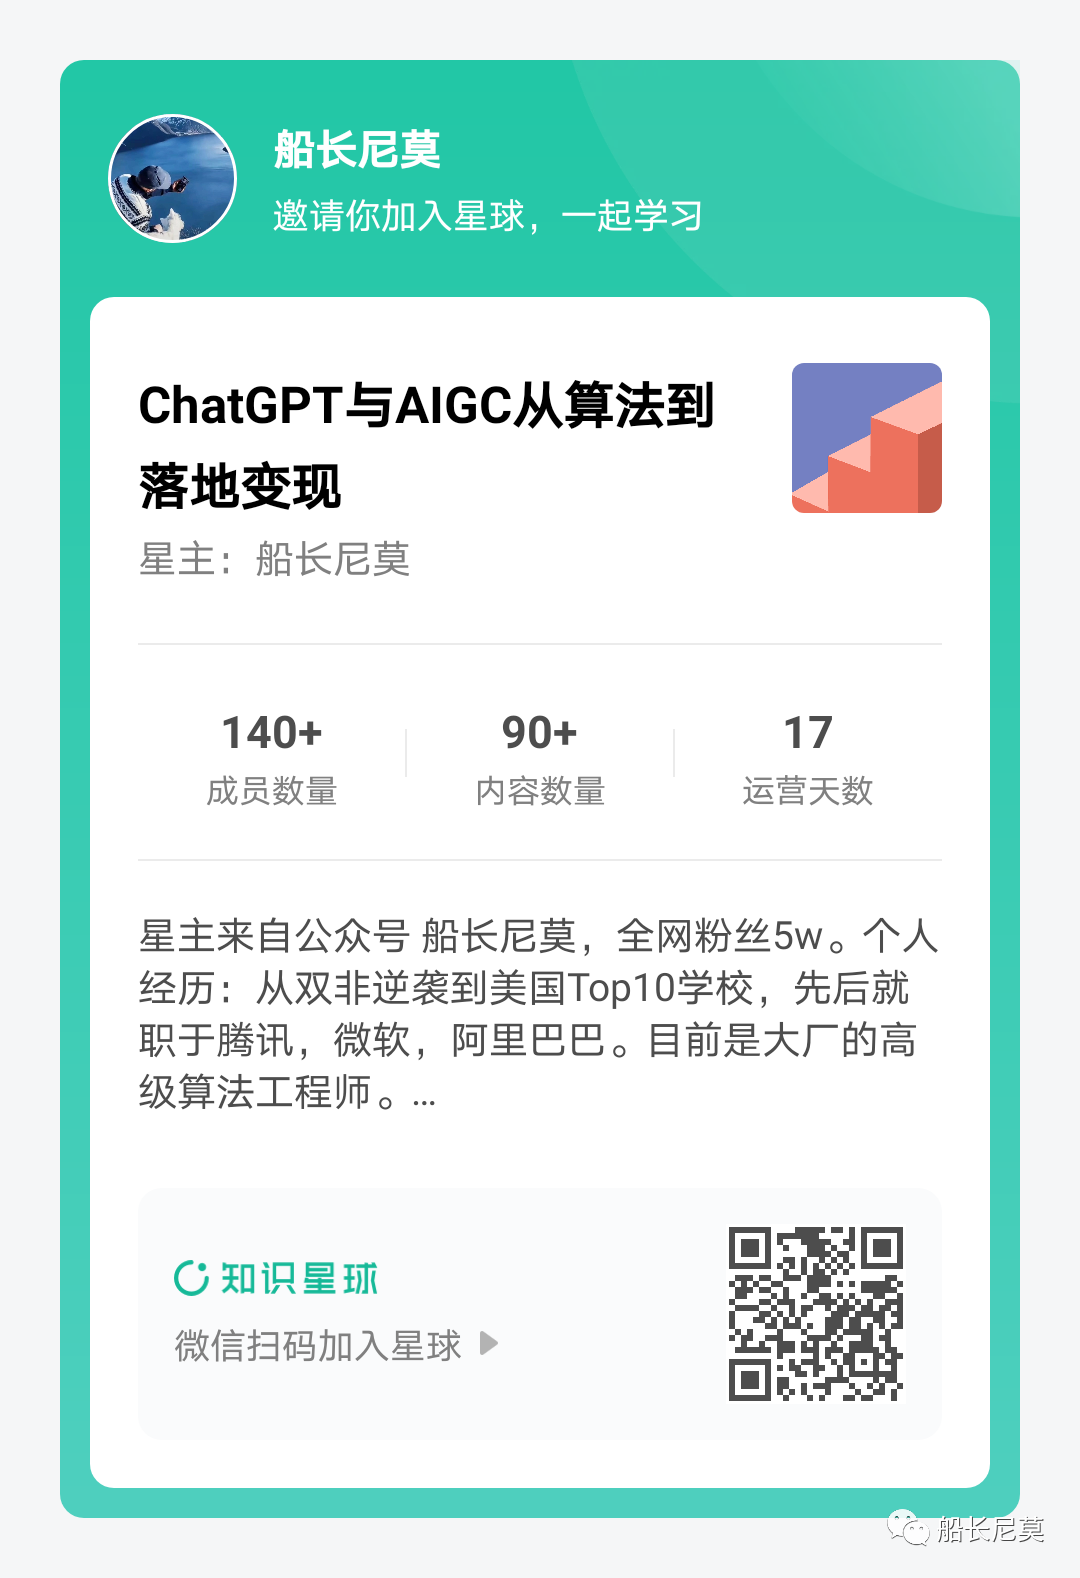 船长尼莫
邀请你加入星球，一起学习
ChatGPT与AIGC从算法到
落地变现
星主：船长尼莫
140+
成员数量
90+
内容数量
17
运营天数
星主来自公众号 船长尼莫，全网粉丝5w。个人
经历：从双非逆袭到美国Top10学校，先后就
职于腾讯，微软，阿里巴巴。目前是大厂的高
级算法工程师。...
知识星球
微信扫码加入星球
船长尼莫